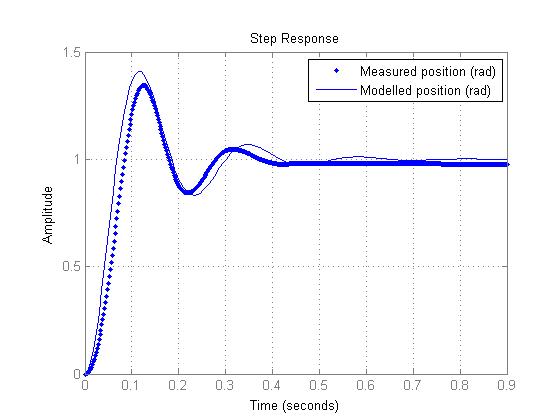 Step Response
Measured position (rad)
Modelled position (rad)
1.5
1
0.5
0
Amplitude
0 0.1 0.2 0.3 0.4 0.5 0.6 0.7 0.8 0.9
Time (seconds)